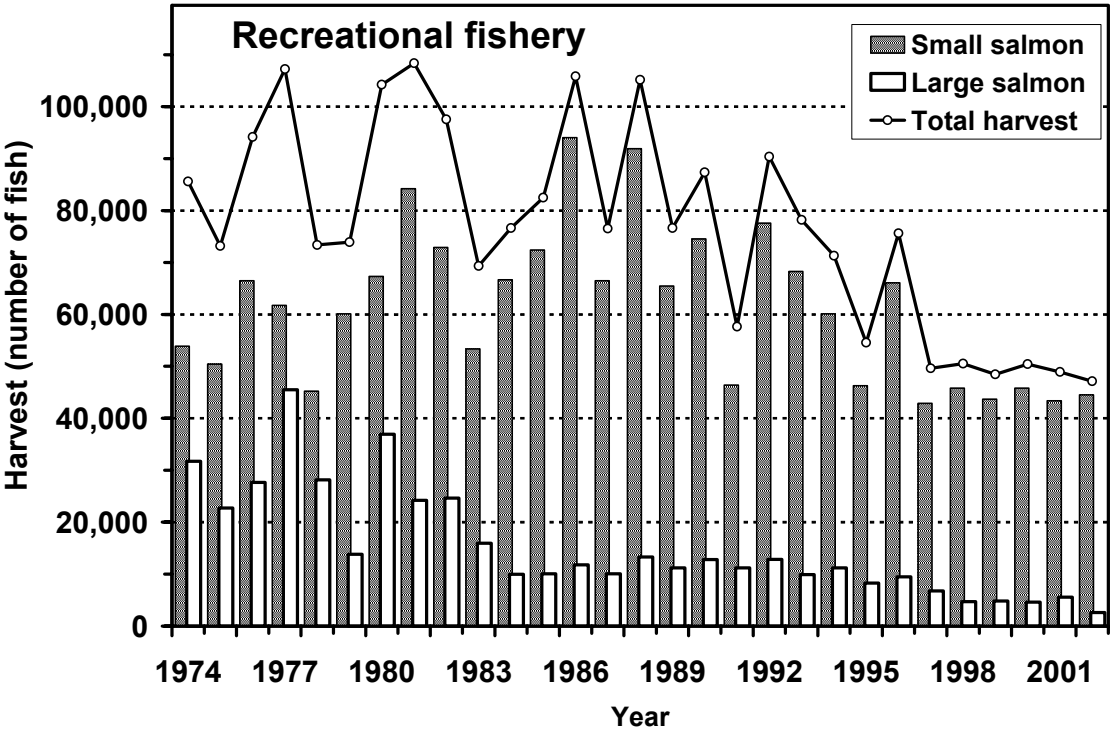 Recreational fishery
Small salmon
Large salmon
Total harvest
Harvest (number of fish)
100,000
80,000
60,000
40,000
20,000
0
1974 1977 1980 1983 1986 1989 1992 1995 1998 2001
Year